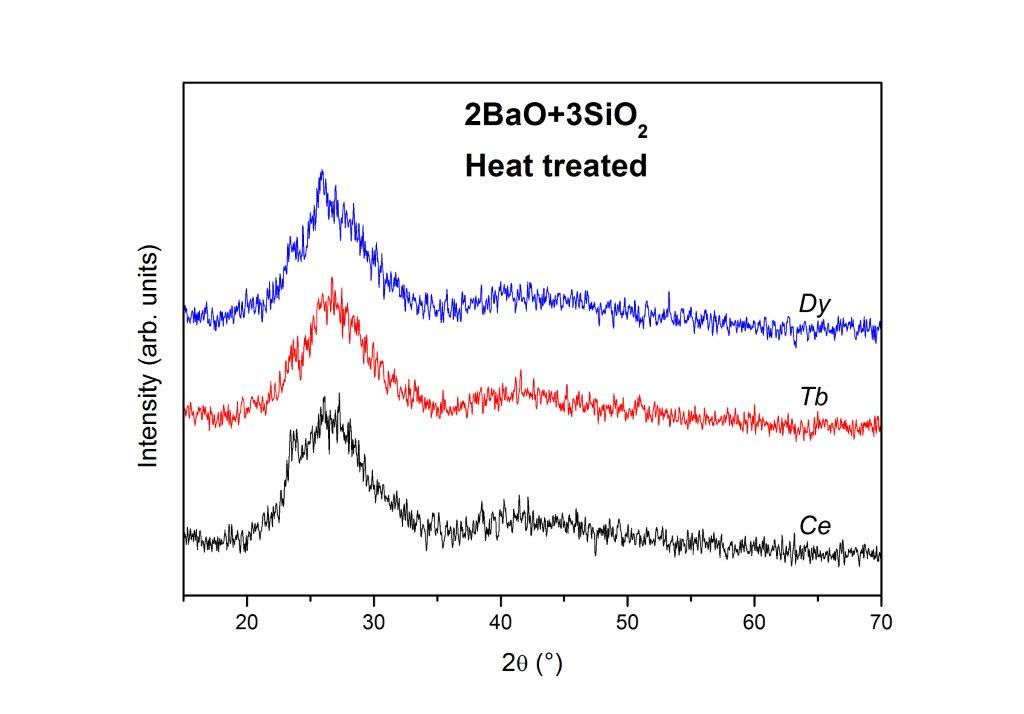 2BaO+3SiO₂
Heat treated
Intensity (arb. units)
Dy
Tb
Ce
20 30 40 50 60 70
2θ (°)